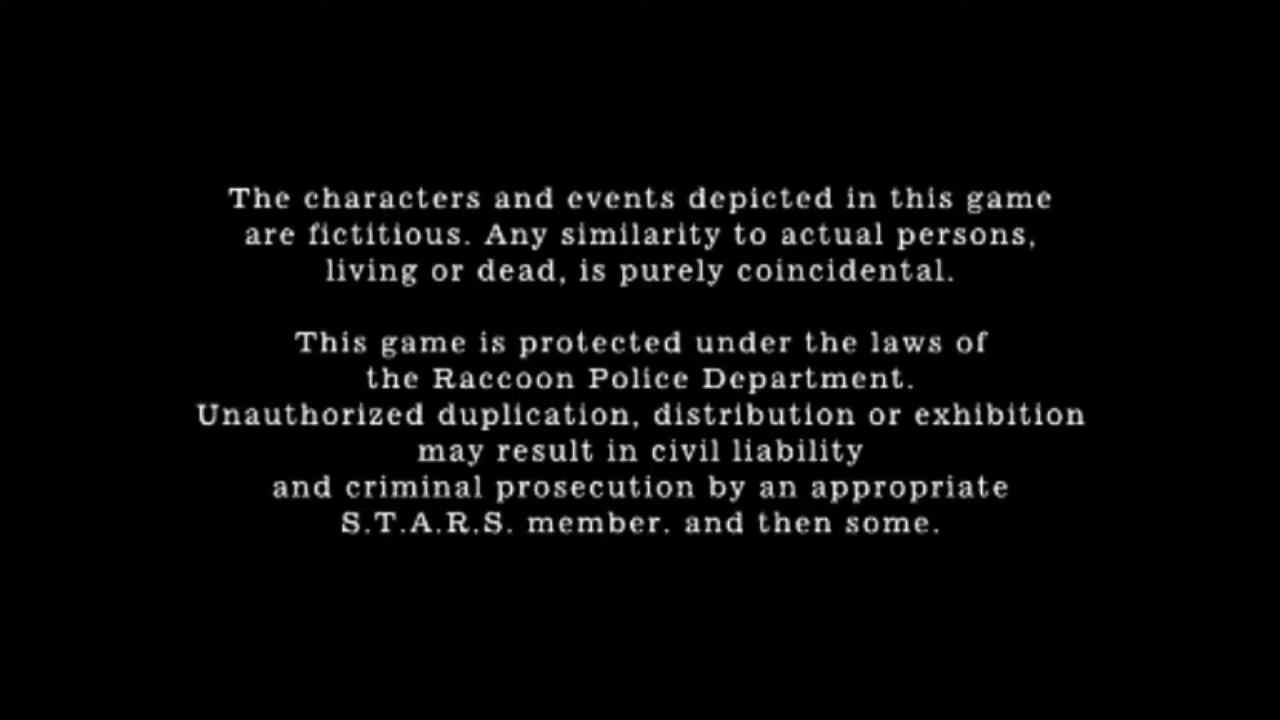 The characters and events depicted in this game
are fictitious. Any similarity to actual persons,
living or dead, is purely coincidental.
This game is protected under the laws of
the Raccoon Police Department.
Unauthorized duplication, distribution or exhibition
may result in civil liability
and criminal prosecution by an appropriate
S.T.A.R.S. member. and then some.